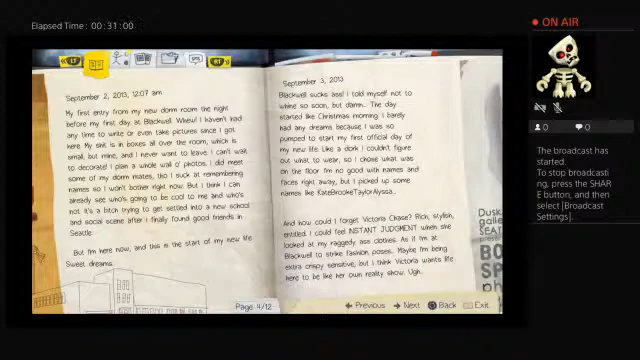 Elapsed Time : 00:31:00
ON AIR
LT
SMS
RT
September 2, 2013, 12:07 am
My first entry from my new dorm room the night
before my first day at Blackwell. Whew! I haven't had
any time to write or even take pictures since I got
here. My shit is in boxes all over the room, which is
small, but mine, and I never want to leave. I can't wait
to decorate! I plan a whole wall o' photos. I did meet
some of my dorm mates, tho I suck at remembering
names so I won't bother right now. But I think I can
already see who's going to be cool to me and who's
not. It's a bitch trying to get settled into a new school
and social scene after I finally found good friends in
Seattle.
But I'm here now, and this is the start of my new life.
Sweet dreams.
September 3, 2013
Blackwell sucks ass! I told myself not to
whine so soon, but damn. The day
started like Christmas morning. I barely
had any dreams because I was so
pumped to start my first official day of
my new life. Like a dork I couldn't figure
out what to wear, so I chose what was
on the floor. I'm no good with names and
faces right away, but I picked up some
names like KateBrookeTaylorAlyssa...
And how could I forget Victoria Chase? Rich, stylish,
entitled. I could feel INSTANT JUDGMENT when she
looked at my raggedy ass clothes. As if I'm at
Blackwell to strike fashion poses. Maybe I'm being
extra crispy sensitive, but I think Victoria wants life
here to be like her own reality show. Ugh.
Page 4/12
Previous
Next
Back
Exit
0
0
The broadcast has
started.
To stop broadcasti
ng, press the SHAR
E button, and then
select [Broadcast
Settings].